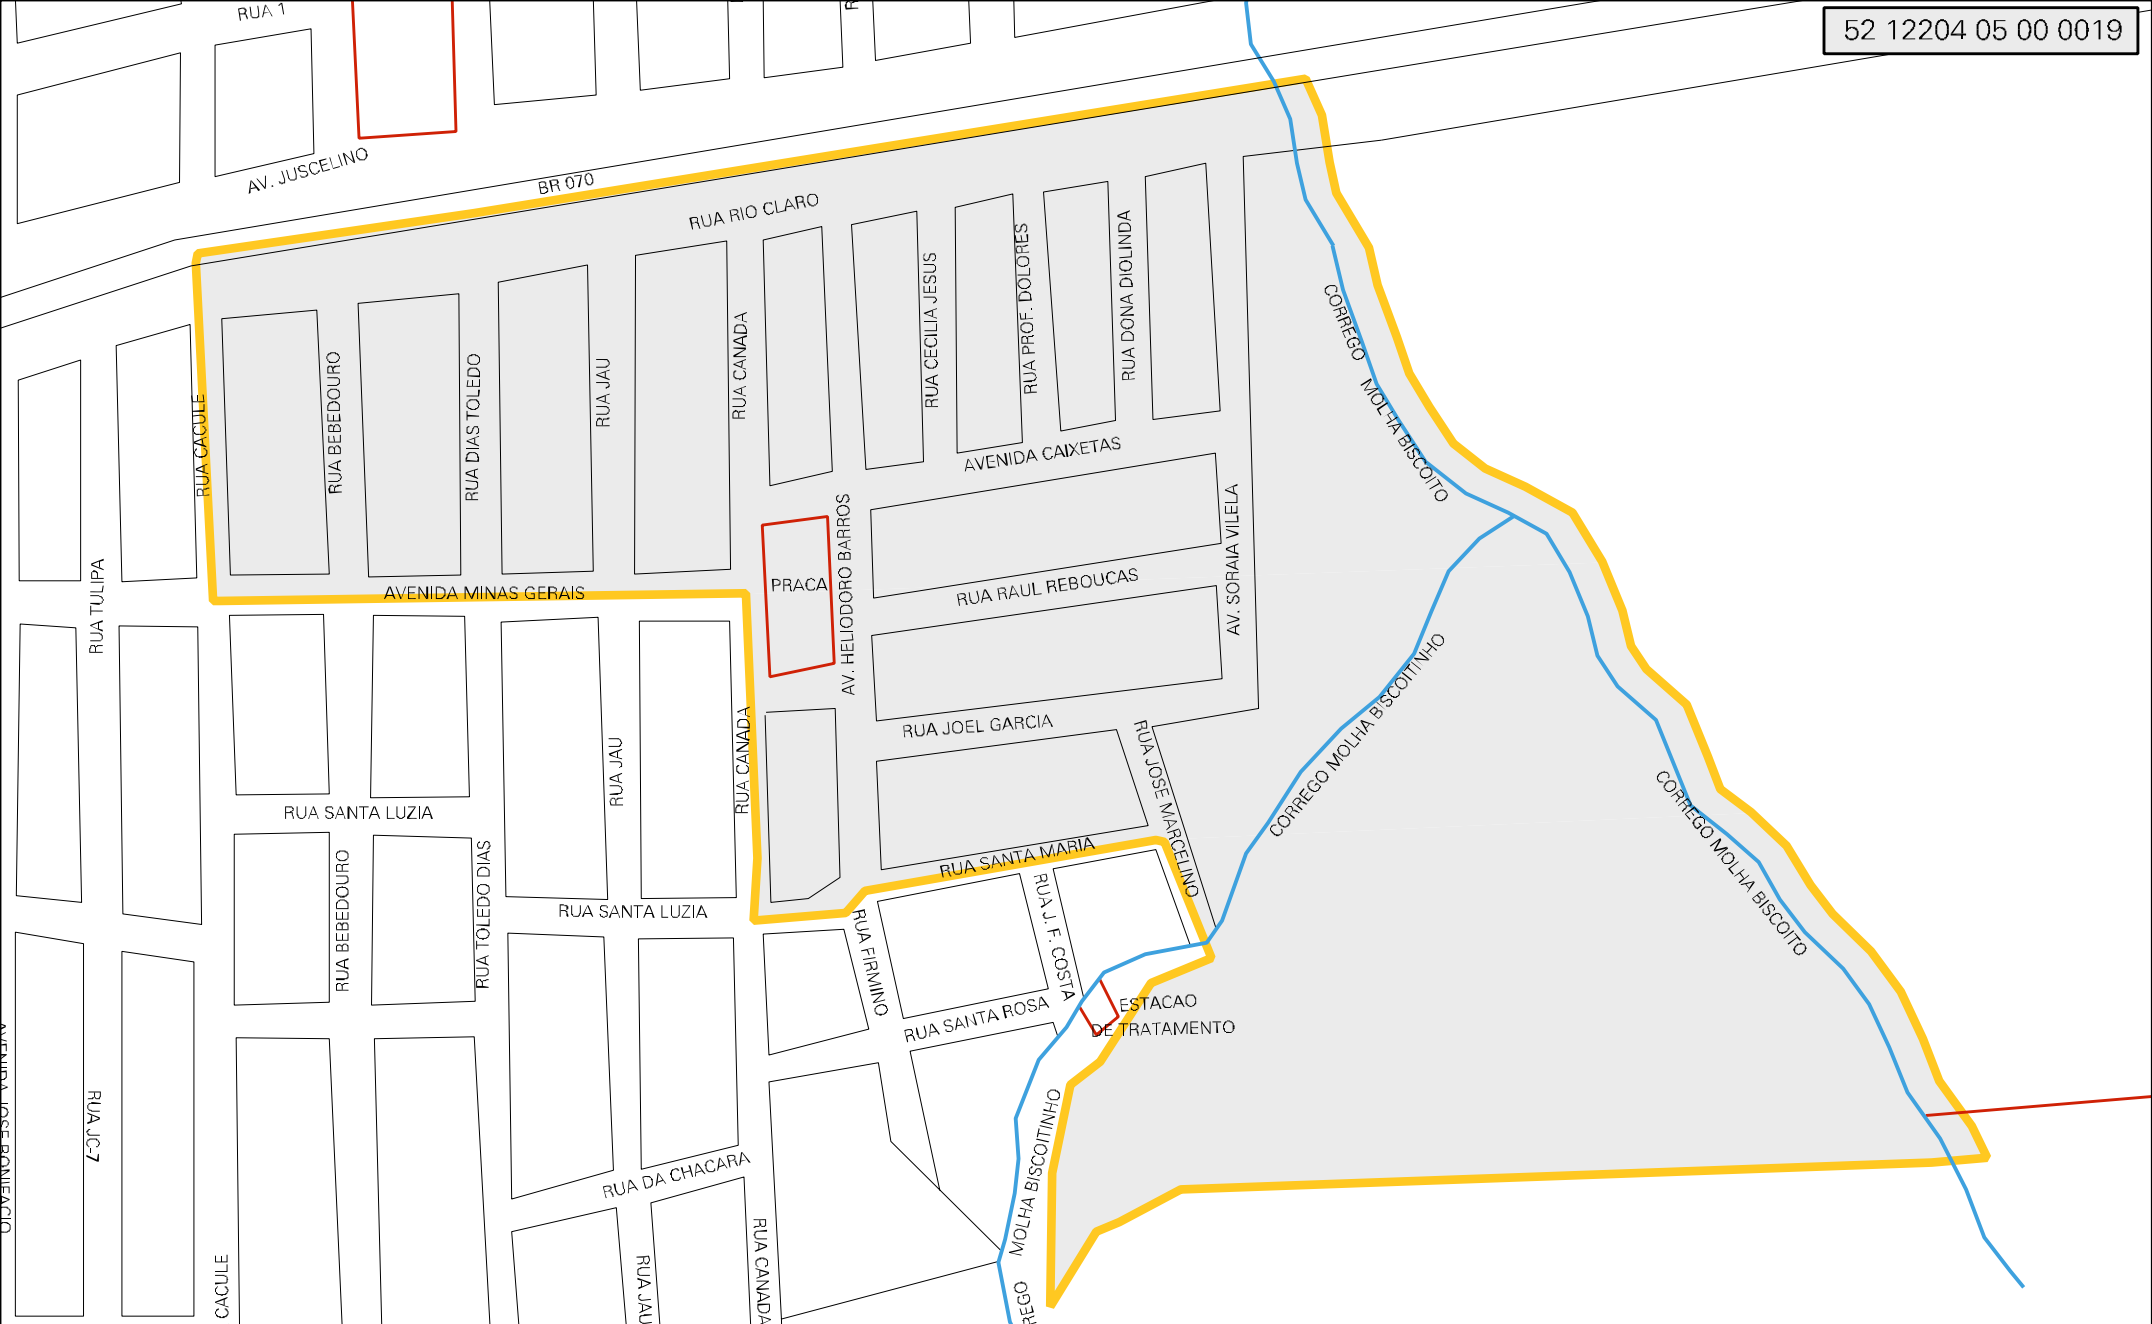 RUA 1
52 12204 05 00 0019
AV. JUSCELINO
BR 070
RUA RIO CLARO
RUA CACULE
RUA BEBEDOURO
RUA DIAS TOLEDO
RUA JAU
RUA CANADA
RUA CECILIA JESUS
RUA PROF. DOLORES
RUA DONA DIOLINDA
CORREGO
MOLHA BISCOITO
AVENIDA CAIXETAS
AV. HELIODORO BARROS
AV. SORAIA VILELA
PRACA
RUA RAUL REBOUCAS
AVENIDA MINAS GERAIS
RUA TULIPA
RUA JOEL GARCIA
RUA JOSE MARCELINO
CORREGO MOLHA BISCOITINHO
RUA JAU
RUA CANADA
CORREGO MOLHA BISCOITO
RUA SANTA LUZIA
RUA SANTA MARIA
RUA BEBEDOURO
RUA TOLEDO DIAS
RUA SANTA LUZIA
RUA FIRMINO
RUA J. F. COSTA
ESTACAO
DE TRATAMENTO
RUA SANTA ROSA
AVENIDA JOSE BONIFACIO
RUA JC-7
MOLHA BISCOITINHO
RUA DA CHACARA
CACULE
RUA JAU
RUA CANADA
REGO